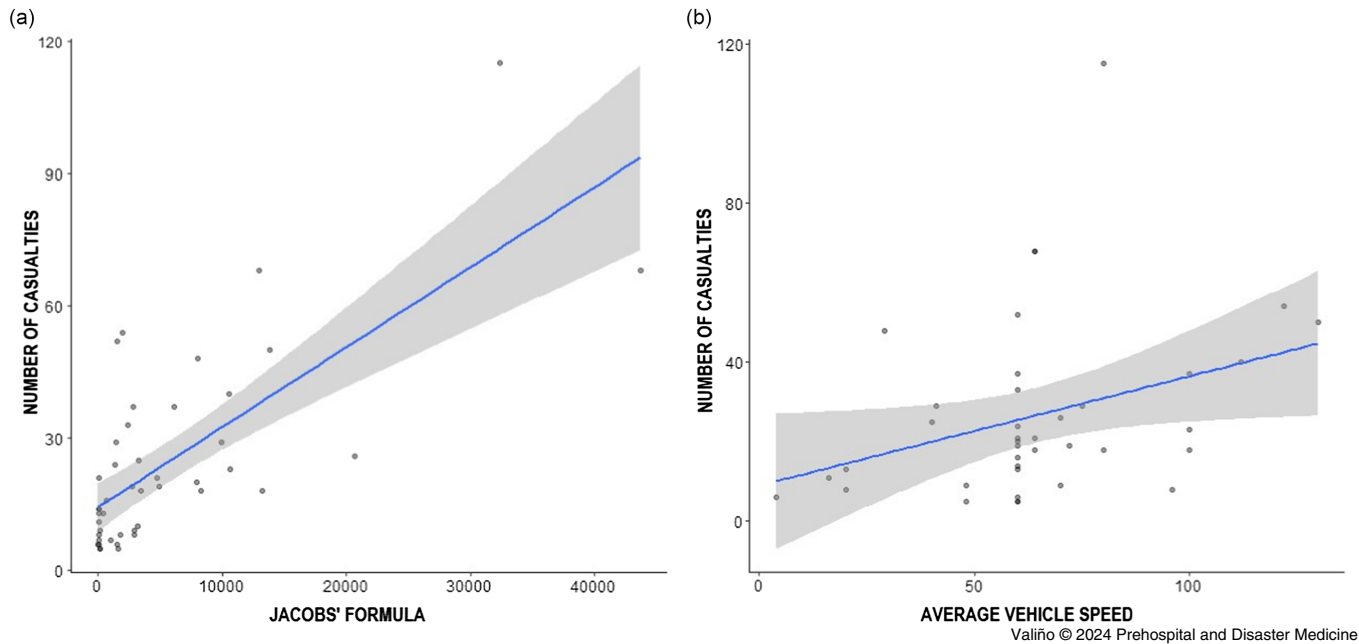 (a)
120
90
60
30
0
0 10000 20000 30000 40000
NUMBER OF CASUALTIES
JACOBS' FORMULA
(b)
120
80
40
0
0 50 100
NUMBER OF CASUALTIES
AVERAGE VEHICLE SPEED
Valiño © 2024 Prehospital and Disaster Medicine